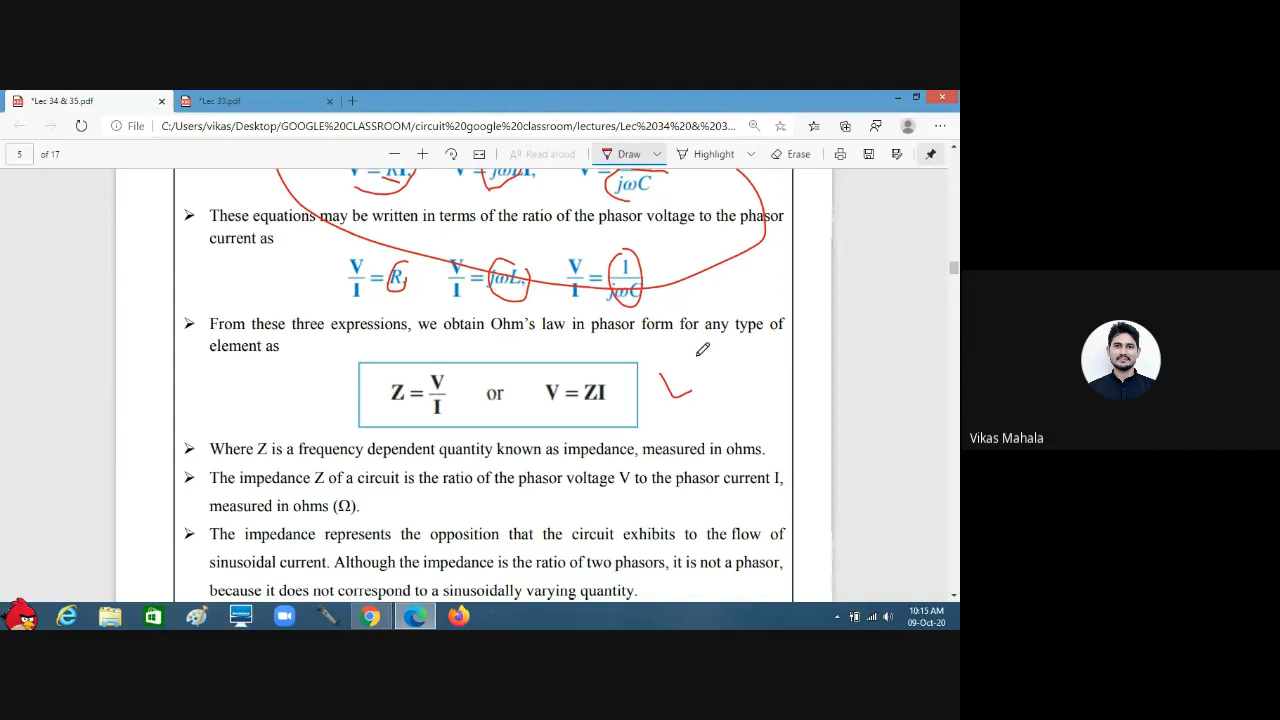 *Lec 34 & 35.pdf
*Lec 33.pdf
File C:/Users/vikas/Desktop/GOOGLE%20CLASSROOM/circuit%20google%20classroom/lectures/Lec%2034%20&%203...
5 of 17 Read aloud Draw Highlight Erase
V = RI, V = jωLI, V = jωC
➢ These equations may be written in terms of the ratio of the phasor voltage to the phasor
current as
V/I = R, V/I = jωL, V/I = 1/jωC
➢ From these three expressions, we obtain Ohm's law in phasor form for any type of
element as
Z = V/I or V = ZI
➢ Where Z is a frequency dependent quantity known as impedance, measured in ohms.
➢ The impedance Z of a circuit is the ratio of the phasor voltage V to the phasor current I,
measured in ohms (Ω).
➢ The impedance represents the opposition that the circuit exhibits to the flow of
sinusoidal current. Although the impedance is the ratio of two phasors, it is not a phasor,
because it does not correspond to a sinusoidally varying quantity.
Vikas Mahala
10:15 AM
09-Oct-20